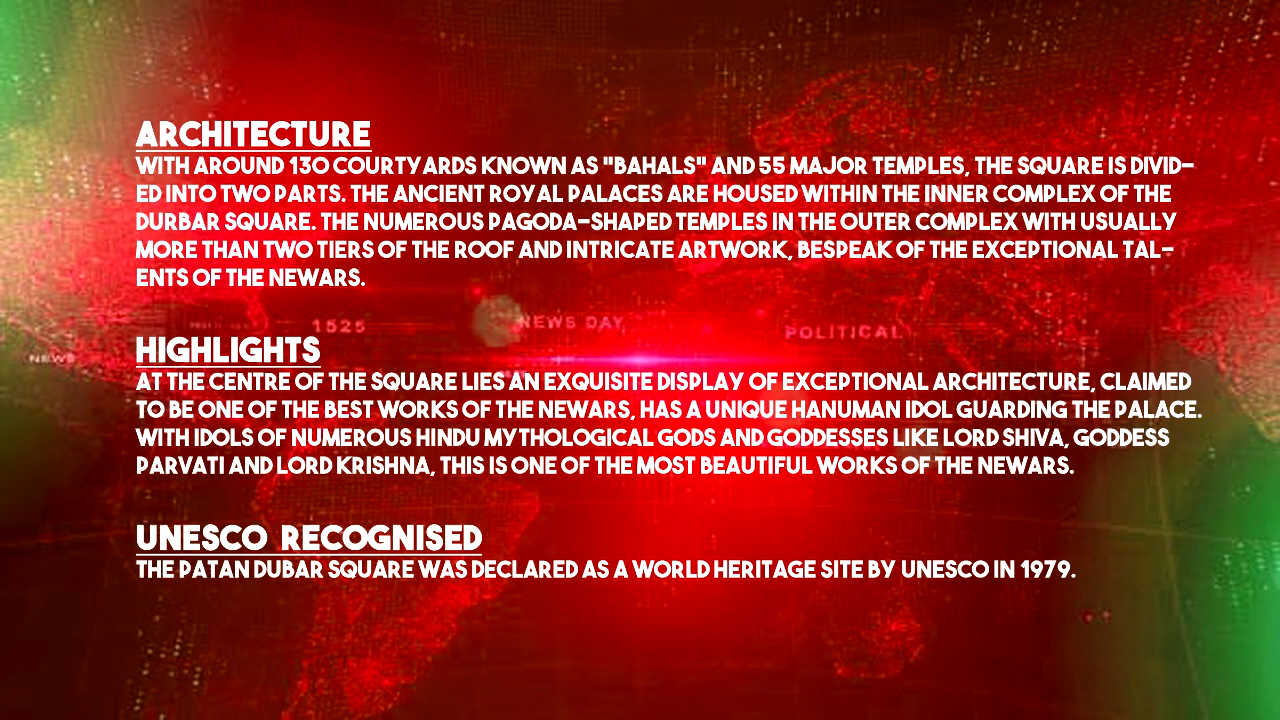 ARCHITECTURE
WITH AROUND 130 COURTYARDS KNOWN AS "BAHALS" AND 55 MAJOR TEMPLES, THE SQUARE IS DIVID-
ED INTO TWO PARTS. THE ANCIENT ROYAL PALACES ARE HOUSED WITHIN THE INNER COMPLEX OF THE
DURBAR SQUARE. THE NUMEROUS PAGODA-SHAPED TEMPLES IN THE OUTER COMPLEX WITH USUALLY
MORE THAN TWO TIERS OF THE ROOF AND INTRICATE ARTWORK, BESPEAK OF THE EXCEPTIONAL TAL-
ENTS OF THE NEWARS.
1525 NEWS DAY POLITICAL
NEWS
HIGHLIGHTS
AT THE CENTRE OF THE SQUARE LIES AN EXQUISITE DISPLAY OF EXCEPTIONAL ARCHITECTURE, CLAIMED
TO BE ONE OF THE BEST WORKS OF THE NEWARS, HAS A UNIQUE HANUMAN IDOL GUARDING THE PALACE.
WITH IDOLS OF NUMEROUS HINDU MYTHOLOGICAL GODS AND GODDESSES LIKE LORD SHIVA, GODDESS
PARVATI AND LORD KRISHNA, THIS IS ONE OF THE MOST BEAUTIFUL WORKS OF THE NEWARS.
UNESCO RECOGNISED
THE PATAN DUBAR SQUARE WAS DECLARED AS A WORLD HERITAGE SITE BY UNESCO IN 1979.